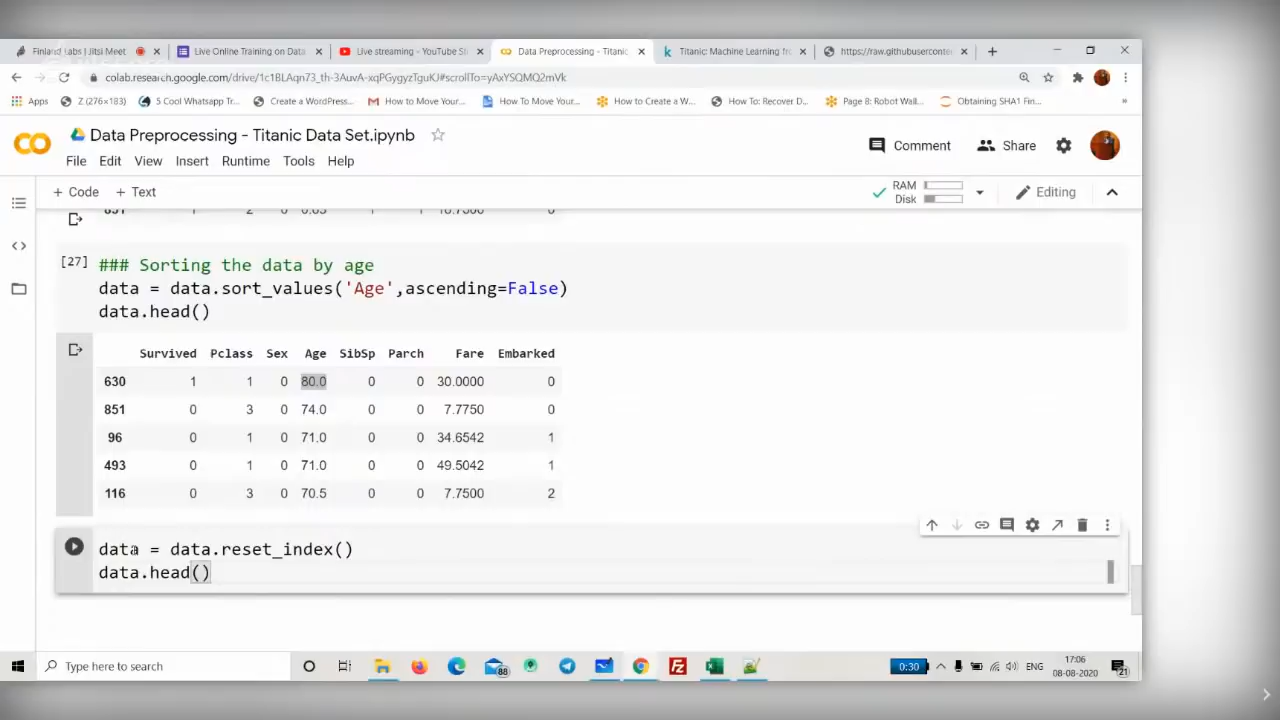 Finland Labs | Jitsi Meet
Live Online Training on Data
Live streaming - YouTube St
Data Preprocessing - Titanic
Titanic: Machine Learning from
https://raw.githubuserconte
colab.research.google.com/drive/1c1BLAqn73_th-3AuvA-xqPGygyzTguKJ#scrollTo=yAxYSQMQ2mVk
Apps
Z (276×183)
5 Cool Whatsapp Tr...
Create a WordPress...
How to Move Your...
How To Move Your...
How to Create a W...
How To: Recover D...
Page 8: Robot Wall...
Obtaining SHA1 Fin...
Data Preprocessing - Titanic Data Set.ipynb
Comment
Share
File Edit View Insert Runtime Tools Help
+ Code + Text
RAM
Disk
Editing
[27] ### Sorting the data by age
data = data.sort_values('Age',ascending=False)
data.head()
Survived Pclass Sex Age SibSp Parch Fare Embarked
630 1 1 0 80.0 0 0 30.0000 0
851 0 3 0 74.0 0 0 7.7750 0
96 0 1 0 71.0 0 0 34.6542 1
493 0 1 0 71.0 0 0 49.5042 1
116 0 3 0 70.5 0 0 7.7500 2
data = data.reset_index()
data.head()
Type here to search
88
0:30
ENG
17:06
08-08-2020
21